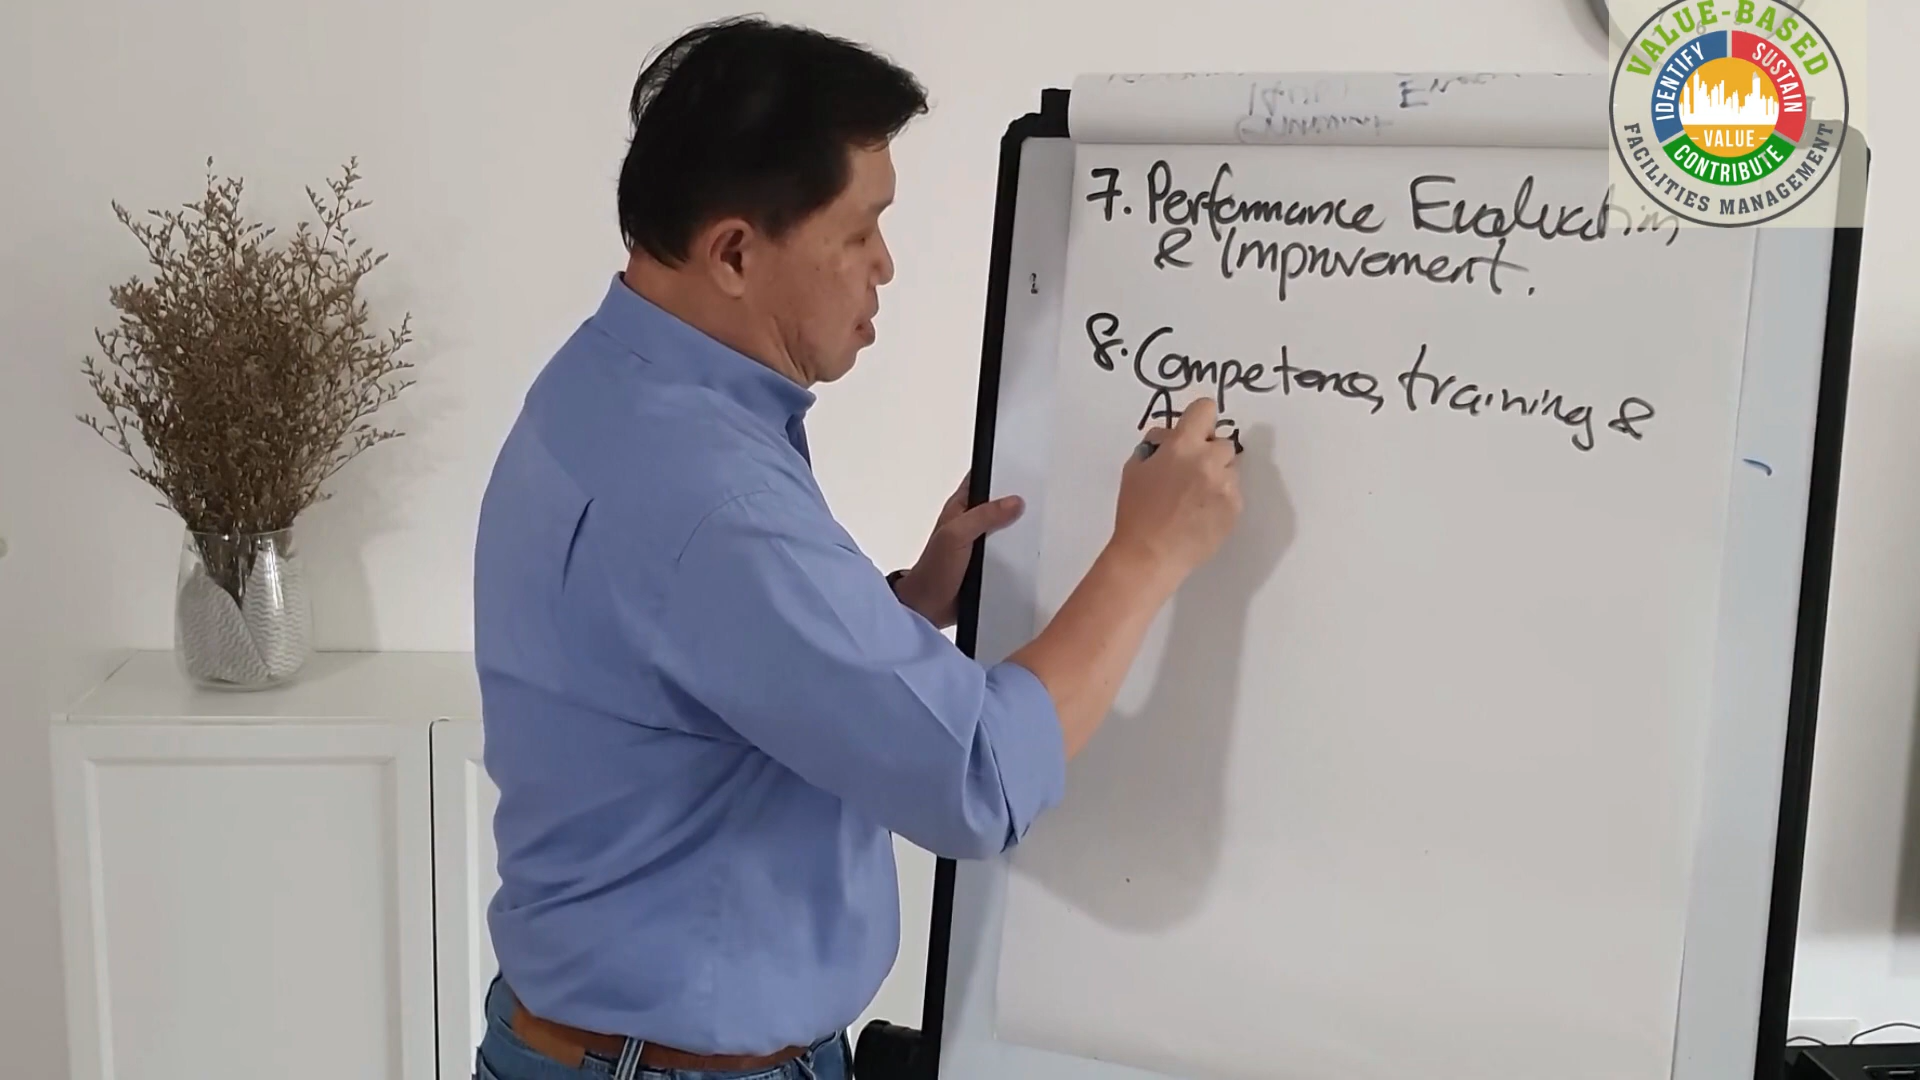 VALUE-BASED
FACILITIES MANAGEMENT
IDENTIFY
SUSTAIN
CONTRIBUTE
VALUE
7. Performance Evaluation
& Improvement.
8. Competence, training &